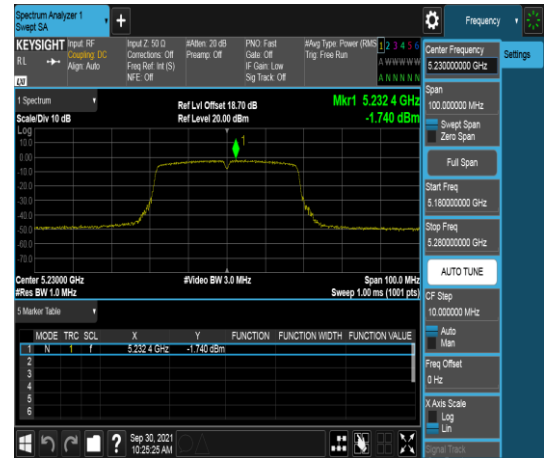 Spectrum Analyzer 1
Swept SA
+
Frequency
KEYSIGHT
RL
LXI
Input: RF
Coupling: DC
Align: Auto
Input Z: 50 Ω
Corrections: Off
Freq Ref: Int (S)
NFE: Off
#Atten: 20 dB
Preamp: Off
PNO: Fast
Gate: Off
IF Gain: Low
Sig Track: Off
#Avg Type: Power (RMS
Trig: Free Run
1 2 3 4 5 6
A W W W W W
A N N N N N
1 Spectrum
Scale/Div 10 dB
Ref Lvl Offset 18.70 dB
Ref Level 20.00 dBm
Mkr1 5.232 4 GHz
-1.740 dBm
Log
10.0
0.00
-10.0
-20.0
-30.0
-40.0
-50.0
-60.0
-70.0
1
Center 5.23000 GHz
#Res BW 1.0 MHz
#Video BW 3.0 MHz
Span 100.0 MHz
Sweep 1.00 ms (1001 pts)
5 Marker Table
MODE TRC SCL X Y FUNCTION FUNCTION WIDTH FUNCTION VALUE
1 N 1 f 5.232 4 GHz -1.740 dBm
2
3
4
5
6
?
Sep 30, 2021
10:25:25 AM
Center Frequency
5.230000000 GHz
Settings
Span
100.000000 MHz
Swept Span
Zero Span
Full Span
Start Freq
5.180000000 GHz
Stop Freq
5.280000000 GHz
AUTO TUNE
CF Step
10.000000 MHz
Auto
Man
Freq Offset
0 Hz
X Axis Scale
Log
Lin
Signal Track